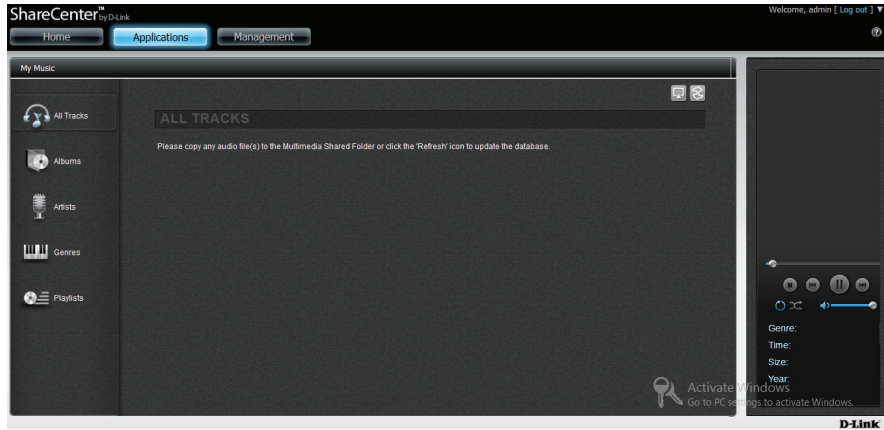 ShareCenter™ by D-Link
Welcome, admin [ Log out ] ▼
Home
Applications
Management
My Music
All Tracks
Albums
Artists
Genres
Playlists
ALL TRACKS
Please copy any audio file(s) to the Multimedia Shared Folder or click the 'Refresh' icon to update the database.
Genre:
Time:
Size:
Year:
Activate Windows
Go to PC settings to activate Windows.
D-Link